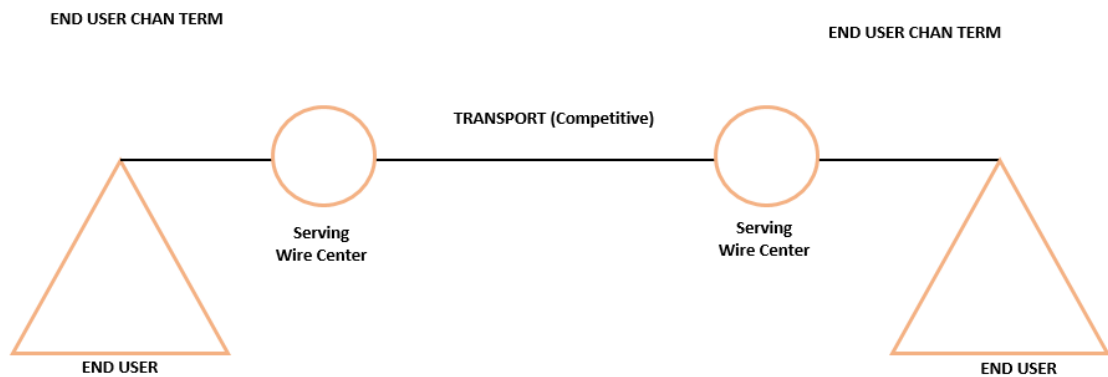 END USER CHAN TERM
END USER CHAN TERM
TRANSPORT (Competitive)
Serving
Wire Center
Serving
Wire Center
END USER
END USER